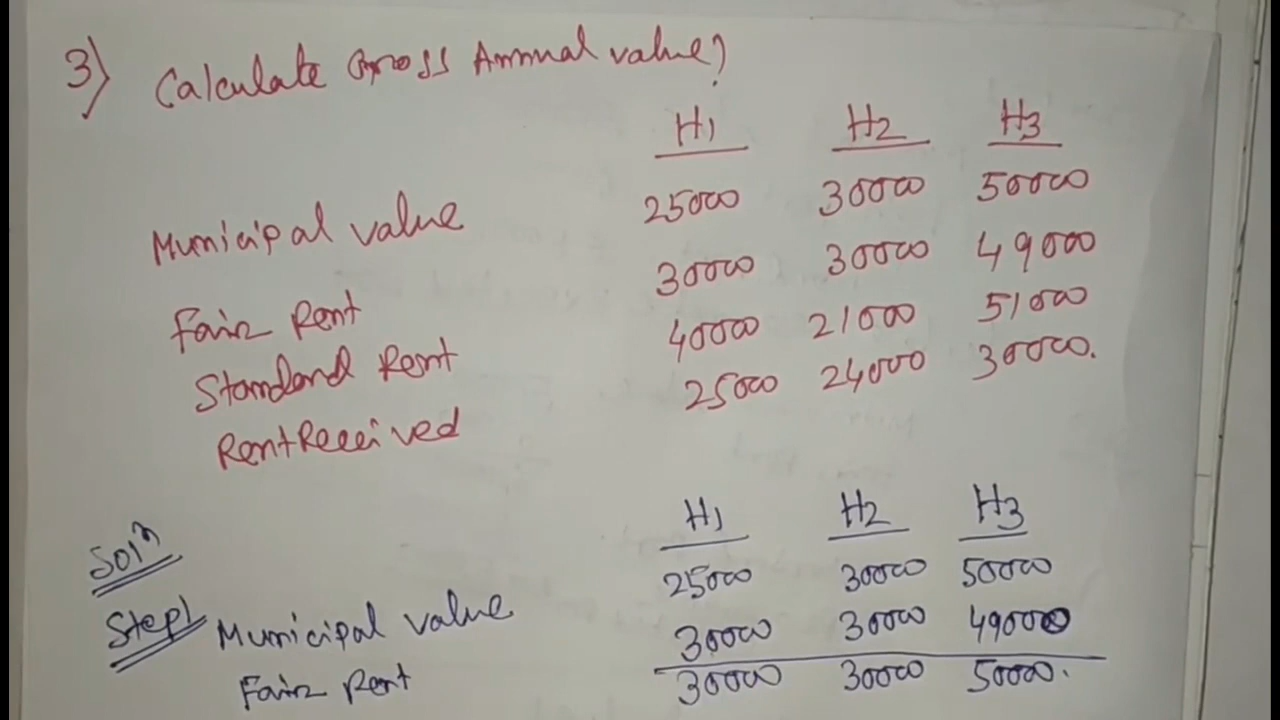 3) Calculate Gross Annual value?
H1 H2 H3
Municipal value 25000 30000 50000
Fair Rent 30000 30000 49000
Standard Rent 40000 21000 51000
Rent Received 25000 24000 30000.
Soln H1 H2 H3
Step1 Municipal value 25000 30000 50000
Fair Rent 30000 30000 49000
30000 30000 50000.